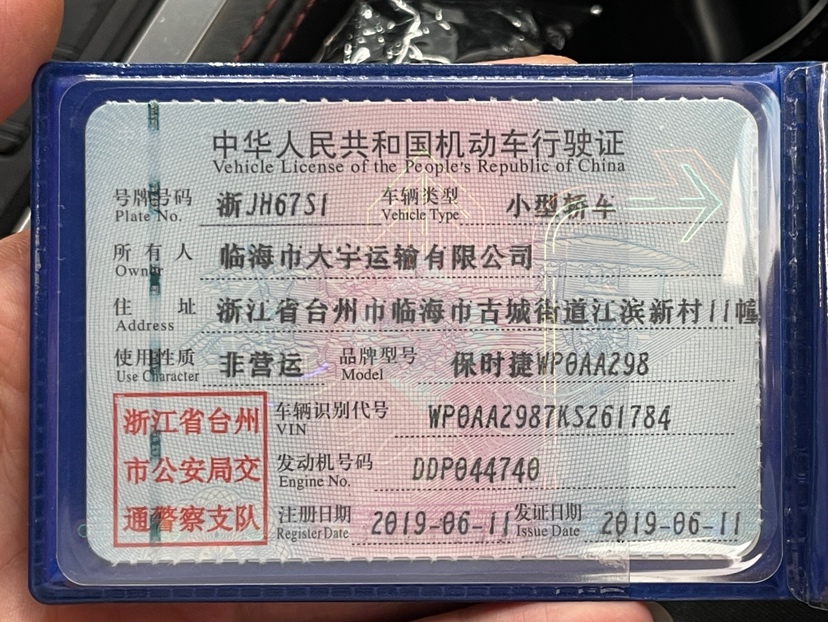 中华人民共和国机动车行驶证
Vehicle License of the People's Republic of China
号牌号码 浙JH67S1 车辆类型 小型轿车
Plate No. Vehicle Type
所有人 临海市大宇运输有限公司
Owner
住址 浙江省台州市临海市古城街道江滨新村11幢
Address
使用性质 非营运 品牌型号 保时捷WP0AA298
Use Character Model
浙江省台州 车辆识别代号 WP0AA2987KS261784
VIN
市公安局交 发动机号码 DDP044740
Engine No.
通警察支队 注册日期 2019-06-11 发证日期 2019-06-11
Register Date Issue Date